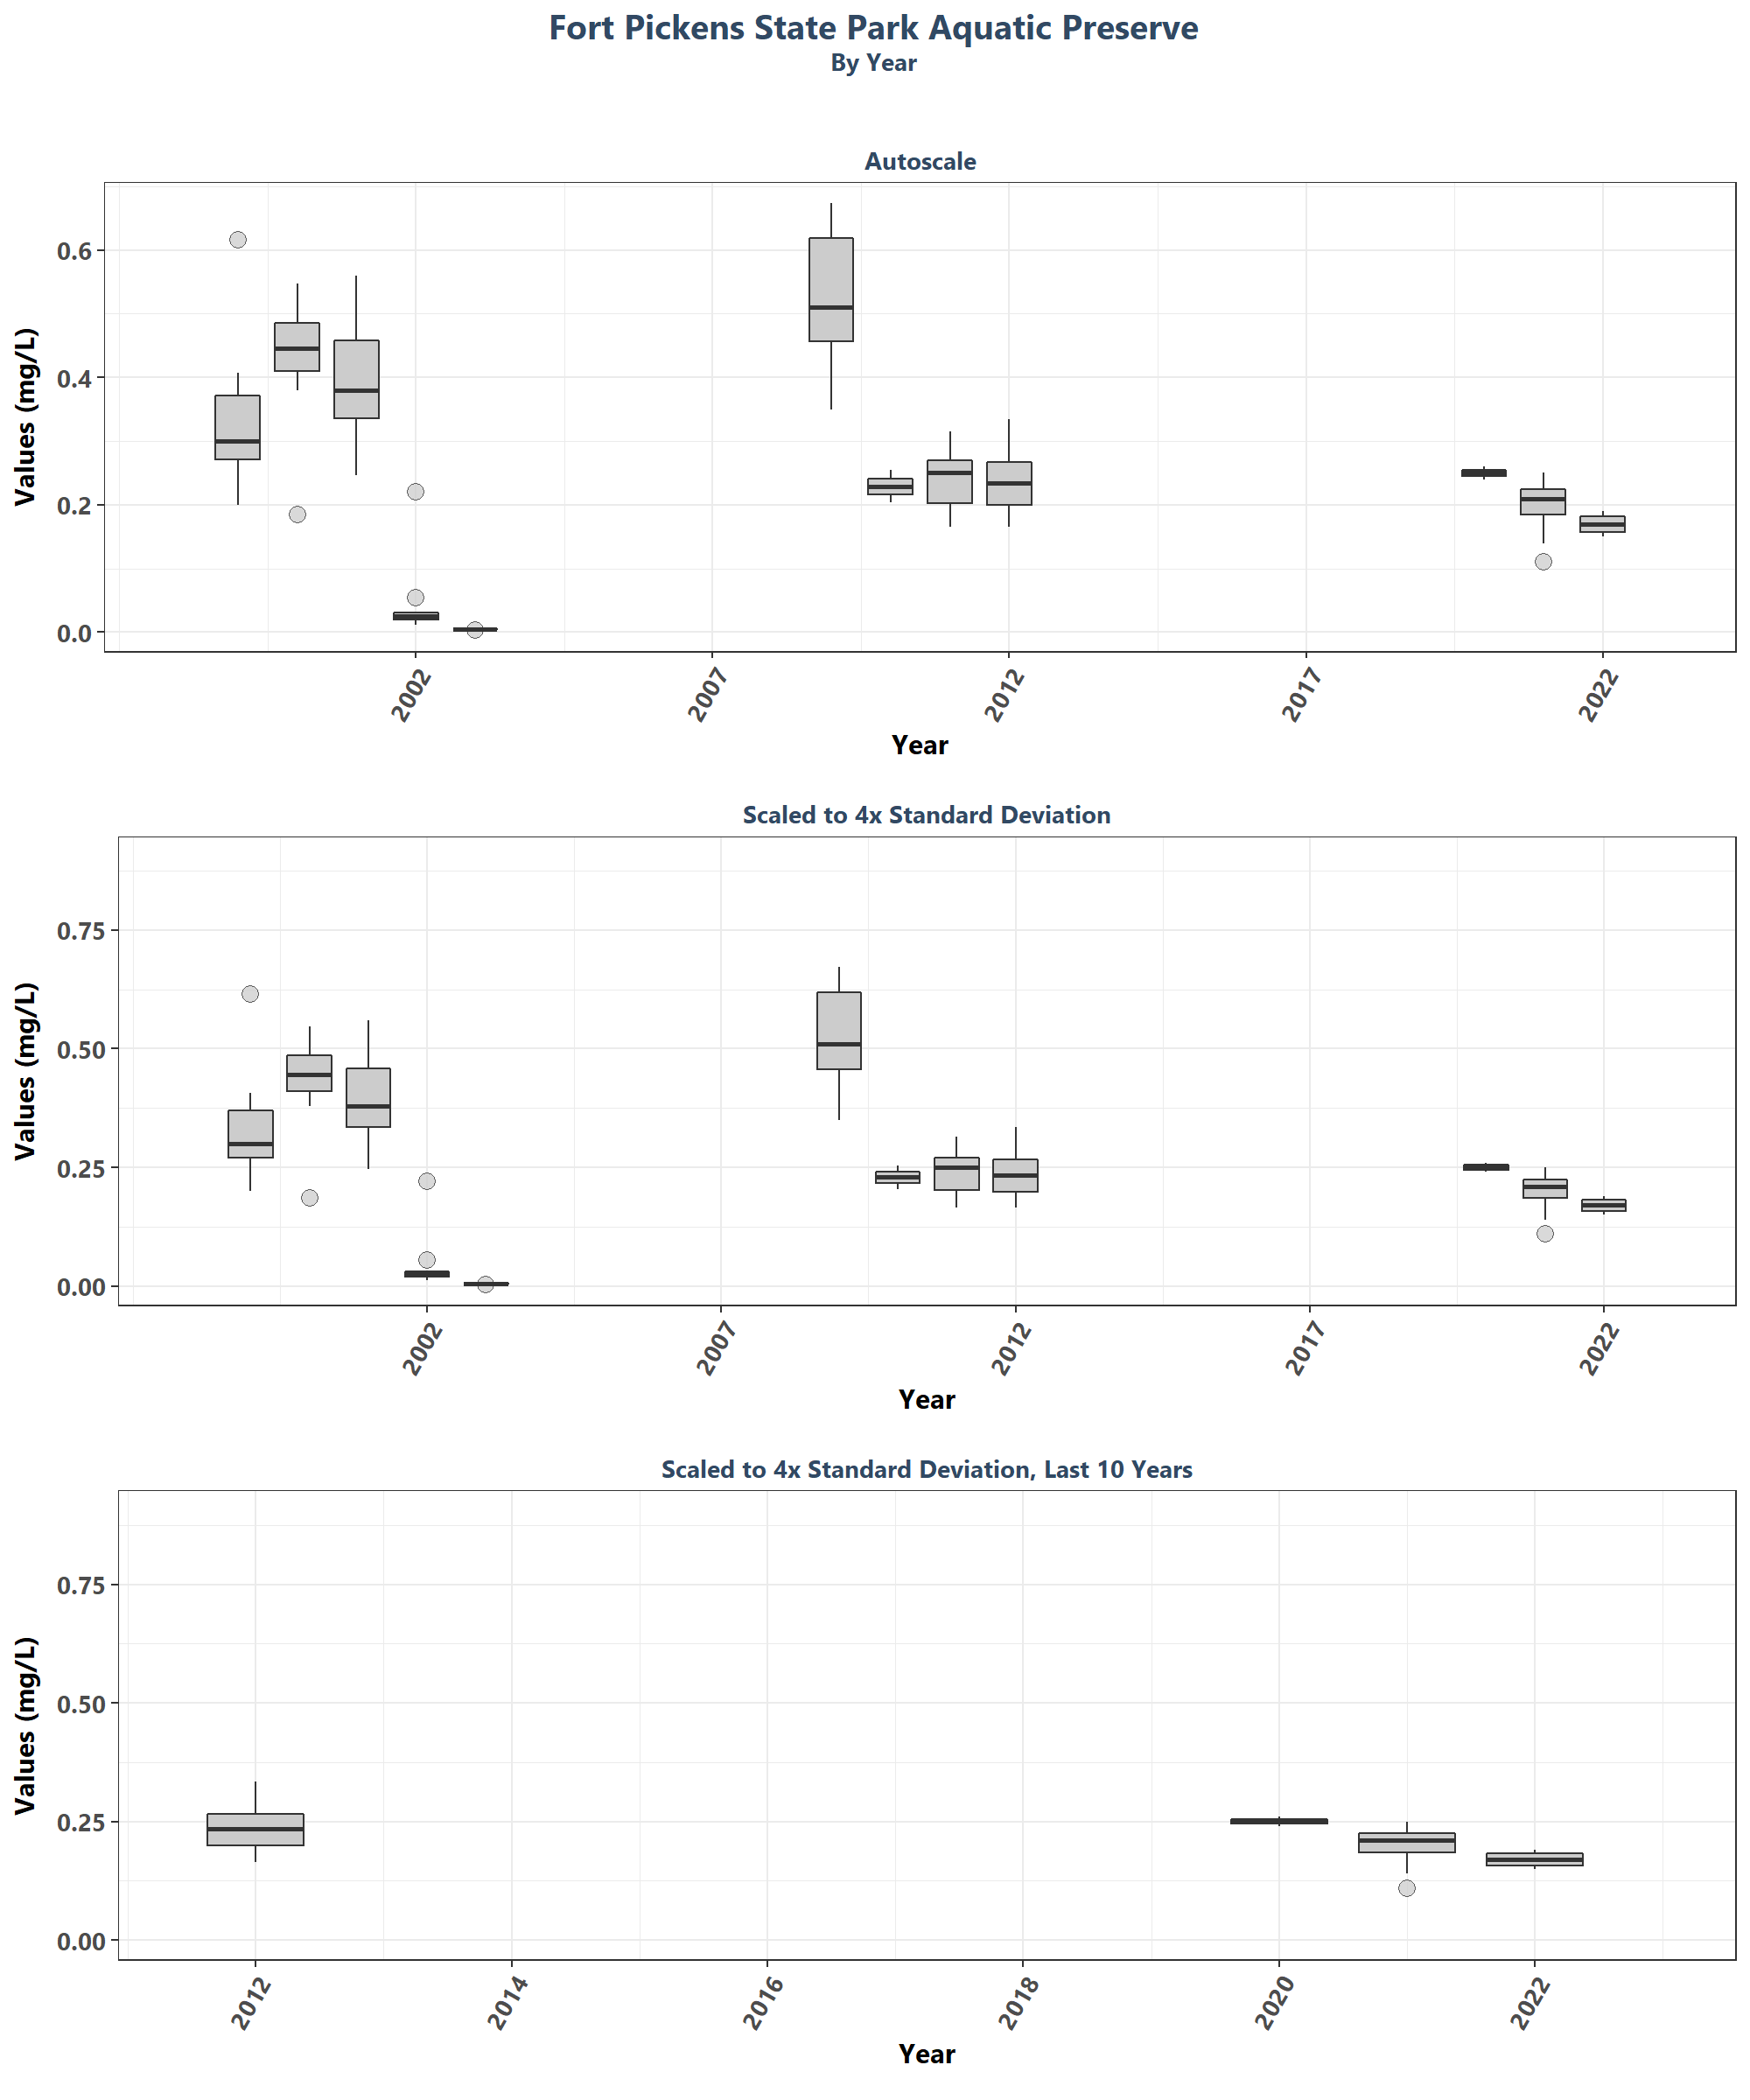 Fort Pickens State Park Aquatic Preserve
By Year
Autoscale
Values (mg/L)
0.6
0.4
0.2
0.0
2002
2007
2012
2017
2022
Year
Scaled to 4x Standard Deviation
Values (mg/L)
0.75
0.50
0.25
0.00
2002
2007
2012
2017
2022
Year
Scaled to 4x Standard Deviation, Last 10 Years
Values (mg/L)
0.75
0.50
0.25
0.00
2012
2014
2016
2018
2020
2022
Year